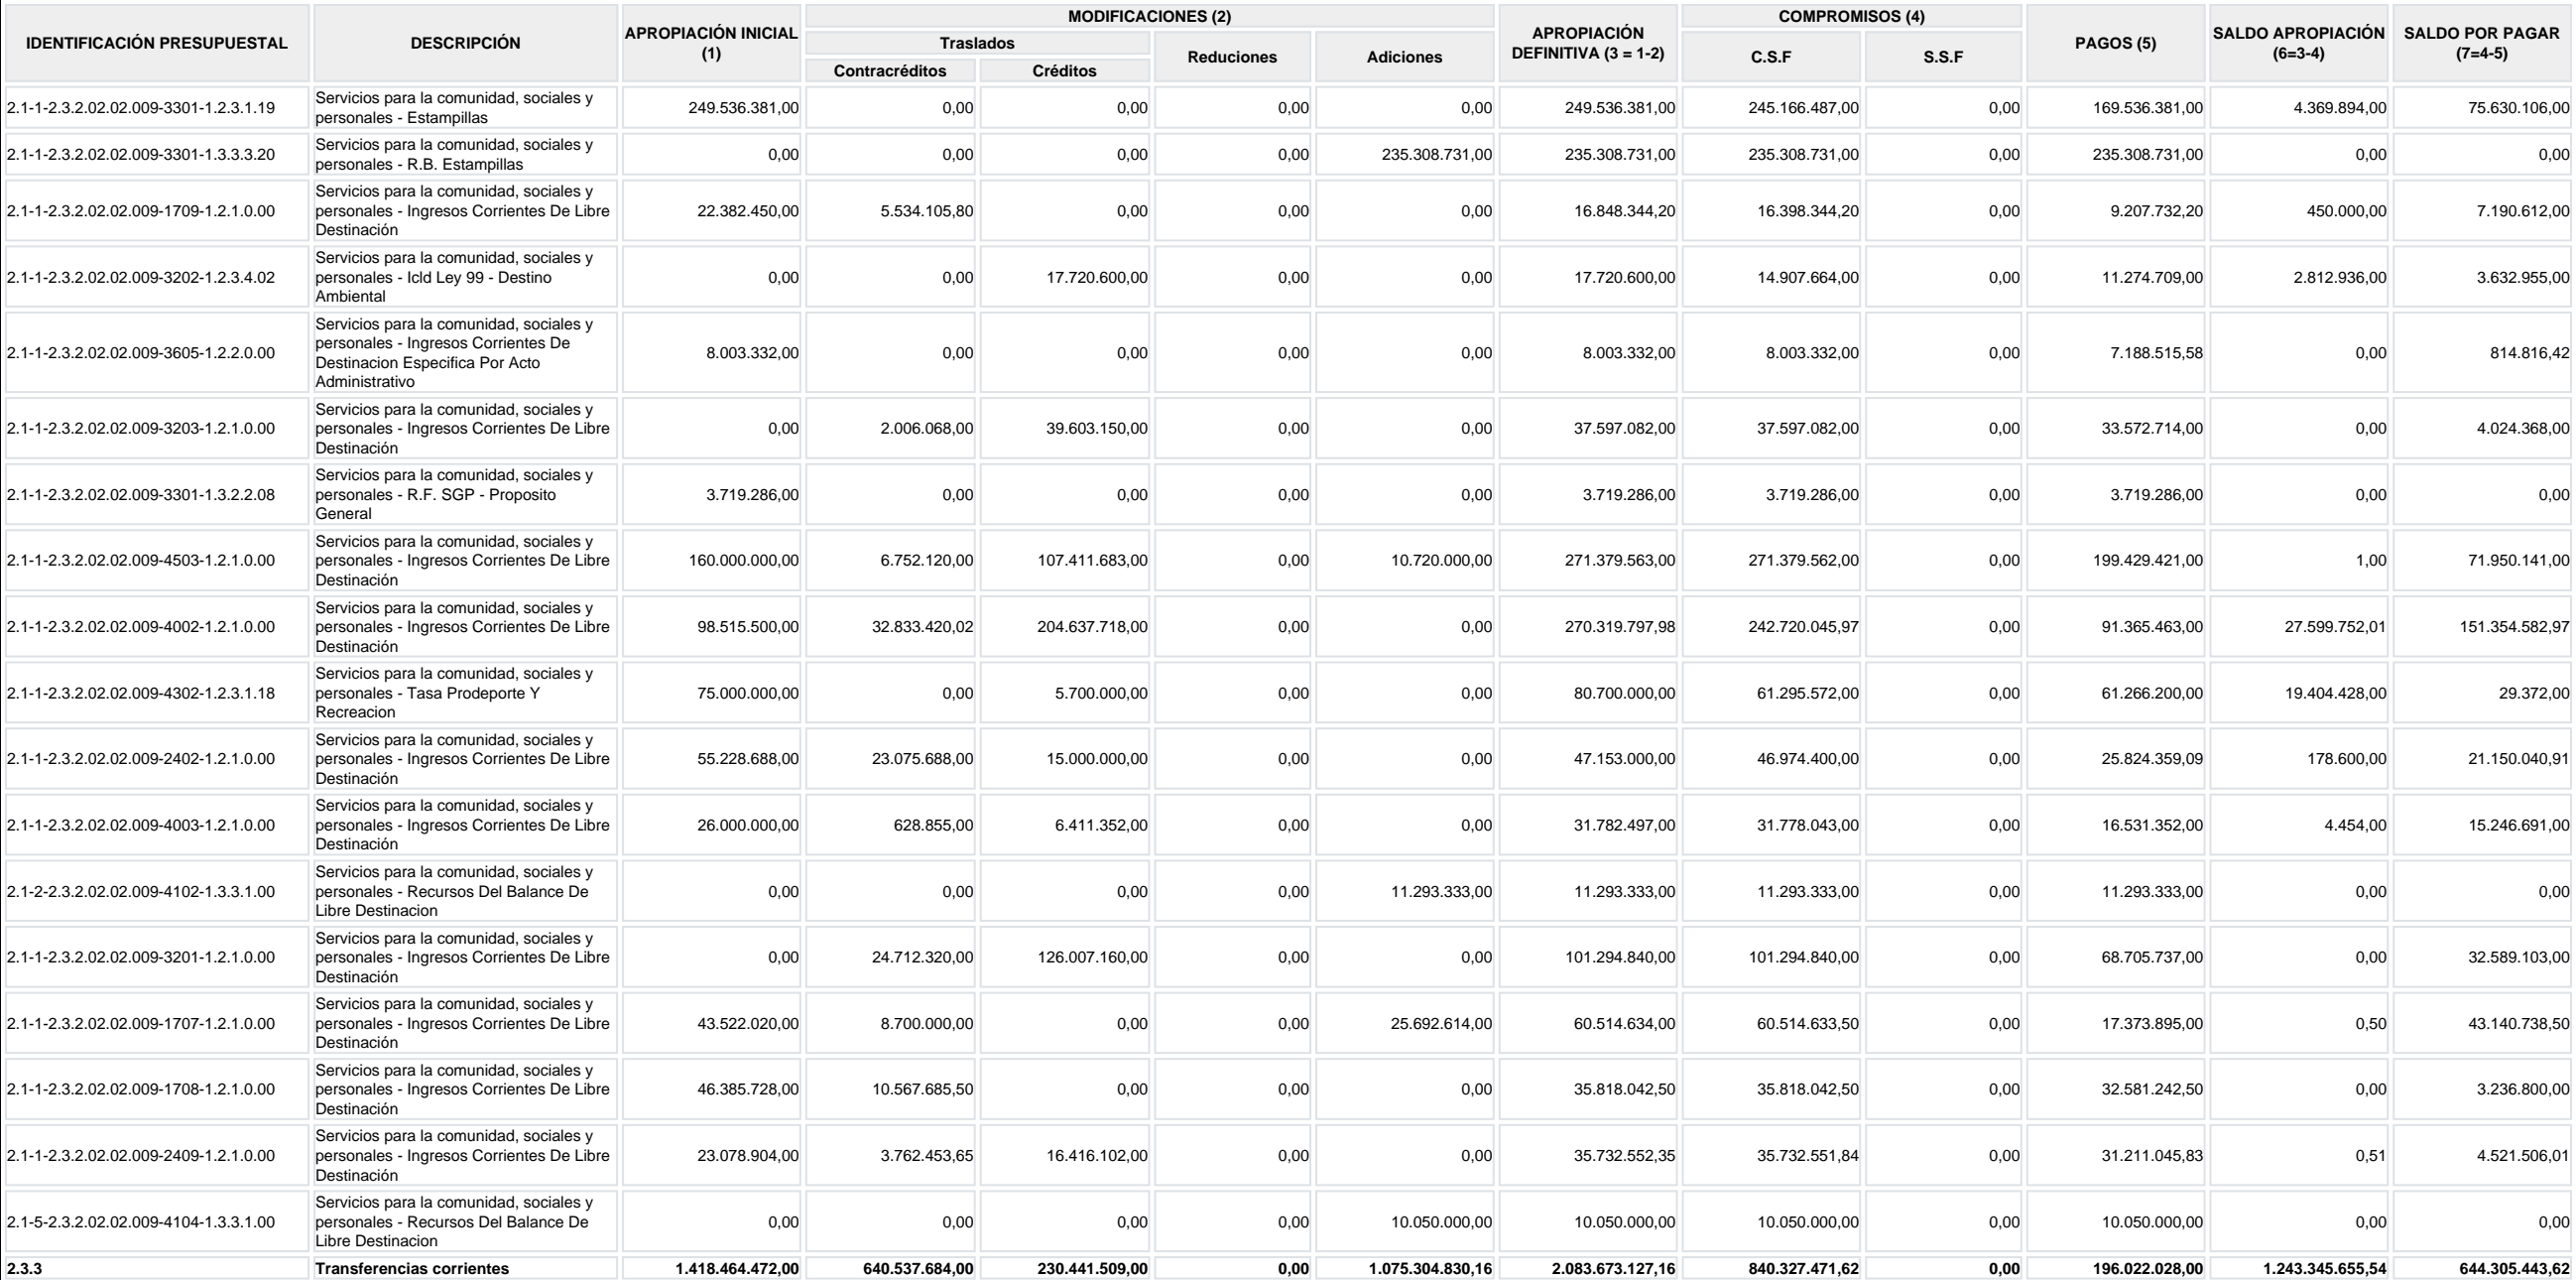 IDENTIFICACIÓN PRESUPUESTAL DESCRIPCIÓN APROPIACIÓN INICIAL (1) MODIFICACIONES (2) APROPIACIÓN DEFINITIVA (3 = 1-2) COMPROMISOS (4) PAGOS (5) SALDO APROPIACIÓN (6=3-4) SALDO POR PAGAR (7=4-5)
Traslados Reduciones Adiciones C.S.F S.S.F
Contracréditos Créditos
2.1-1-2.3.2.02.02.009-3301-1.2.3.1.19 Servicios para la comunidad, sociales y personales - Estampillas 249.536.381,00 0,00 0,00 0,00 0,00 249.536.381,00 245.166.487,00 0,00 169.536.381,00 4.369.894,00 75.630.106,00
2.1-1-2.3.2.02.02.009-3301-1.3.3.3.20 Servicios para la comunidad, sociales y personales - R.B. Estampillas 0,00 0,00 0,00 0,00 235.308.731,00 235.308.731,00 235.308.731,00 0,00 235.308.731,00 0,00 0,00
2.1-1-2.3.2.02.02.009-1709-1.2.1.0.00 Servicios para la comunidad, sociales y personales - Ingresos Corrientes De Libre Destinación 22.382.450,00 5.534.105,80 0,00 0,00 0,00 16.848.344,20 16.398.344,20 0,00 9.207.732,20 450.000,00 7.190.612,00
2.1-1-2.3.2.02.02.009-3202-1.2.3.4.02 Servicios para la comunidad, sociales y personales - Icld Ley 99 - Destino Ambiental 0,00 0,00 17.720.600,00 0,00 0,00 17.720.600,00 14.907.664,00 0,00 11.274.709,00 2.812.936,00 3.632.955,00
2.1-1-2.3.2.02.02.009-3605-1.2.2.0.00 Servicios para la comunidad, sociales y personales - Ingresos Corrientes De Destinacion Especifica Por Acto Administrativo 8.003.332,00 0,00 0,00 0,00 0,00 8.003.332,00 8.003.332,00 0,00 7.188.515,58 0,00 814.816,42
2.1-1-2.3.2.02.02.009-3203-1.2.1.0.00 Servicios para la comunidad, sociales y personales - Ingresos Corrientes De Libre Destinación 0,00 2.006.068,00 39.603.150,00 0,00 0,00 37.597.082,00 37.597.082,00 0,00 33.572.714,00 0,00 4.024.368,00
2.1-1-2.3.2.02.02.009-3301-1.3.2.2.08 Servicios para la comunidad, sociales y personales - R.F. SGP - Proposito General 3.719.286,00 0,00 0,00 0,00 0,00 3.719.286,00 3.719.286,00 0,00 3.719.286,00 0,00 0,00
2.1-1-2.3.2.02.02.009-4503-1.2.1.0.00 Servicios para la comunidad, sociales y personales - Ingresos Corrientes De Libre Destinación 160.000.000,00 6.752.120,00 107.411.683,00 0,00 10.720.000,00 271.379.563,00 271.379.562,00 0,00 199.429.421,00 1,00 71.950.141,00
2.1-1-2.3.2.02.02.009-4002-1.2.1.0.00 Servicios para la comunidad, sociales y personales - Ingresos Corrientes De Libre Destinación 98.515.500,00 32.833.420,02 204.637.718,00 0,00 0,00 270.319.797,98 242.720.045,97 0,00 91.365.463,00 27.599.752,01 151.354.582,97
2.1-1-2.3.2.02.02.009-4302-1.2.3.1.18 Servicios para la comunidad, sociales y personales - Tasa Prodeporte Y Recreacion 75.000.000,00 0,00 5.700.000,00 0,00 0,00 80.700.000,00 61.295.572,00 0,00 61.266.200,00 19.404.428,00 29.372,00
2.1-1-2.3.2.02.02.009-2402-1.2.1.0.00 Servicios para la comunidad, sociales y personales - Ingresos Corrientes De Libre Destinación 55.228.688,00 23.075.688,00 15.000.000,00 0,00 0,00 47.153.000,00 46.974.400,00 0,00 25.824.359,09 178.600,00 21.150.040,91
2.1-1-2.3.2.02.02.009-4003-1.2.1.0.00 Servicios para la comunidad, sociales y personales - Ingresos Corrientes De Libre Destinación 26.000.000,00 628.855,00 6.411.352,00 0,00 0,00 31.782.497,00 31.778.043,00 0,00 16.531.352,00 4.454,00 15.246.691,00
2.1-2-2.3.2.02.02.009-4102-1.3.3.1.00 Servicios para la comunidad, sociales y personales - Recursos Del Balance De Libre Destinacion 0,00 0,00 0,00 0,00 11.293.333,00 11.293.333,00 11.293.333,00 0,00 11.293.333,00 0,00 0,00
2.1-1-2.3.2.02.02.009-3201-1.2.1.0.00 Servicios para la comunidad, sociales y personales - Ingresos Corrientes De Libre Destinación 0,00 24.712.320,00 126.007.160,00 0,00 0,00 101.294.840,00 101.294.840,00 0,00 68.705.737,00 0,00 32.589.103,00
2.1-1-2.3.2.02.02.009-1707-1.2.1.0.00 Servicios para la comunidad, sociales y personales - Ingresos Corrientes De Libre Destinación 43.522.020,00 8.700.000,00 0,00 0,00 25.692.614,00 60.514.634,00 60.514.633,50 0,00 17.373.895,00 0,50 43.140.738,50
2.1-1-2.3.2.02.02.009-1708-1.2.1.0.00 Servicios para la comunidad, sociales y personales - Ingresos Corrientes De Libre Destinación 46.385.728,00 10.567.685,50 0,00 0,00 0,00 35.818.042,50 35.818.042,50 0,00 32.581.242,50 0,00 3.236.800,00
2.1-1-2.3.2.02.02.009-2409-1.2.1.0.00 Servicios para la comunidad, sociales y personales - Ingresos Corrientes De Libre Destinación 23.078.904,00 3.762.453,65 16.416.102,00 0,00 0,00 35.732.552,35 35.732.551,84 0,00 31.211.045,83 0,51 4.521.506,01
2.1-5-2.3.2.02.02.009-4104-1.3.3.1.00 Servicios para la comunidad, sociales y personales - Recursos Del Balance De Libre Destinacion 0,00 0,00 0,00 0,00 10.050.000,00 10.050.000,00 10.050.000,00 0,00 10.050.000,00 0,00 0,00
2.3.3 Transferencias corrientes 1.418.464.472,00 640.537.684,00 230.441.509,00 0,00 1.075.304.830,16 2.083.673.127,16 840.327.471,62 0,00 196.022.028,00 1.243.345.655,54 644.305.443,62